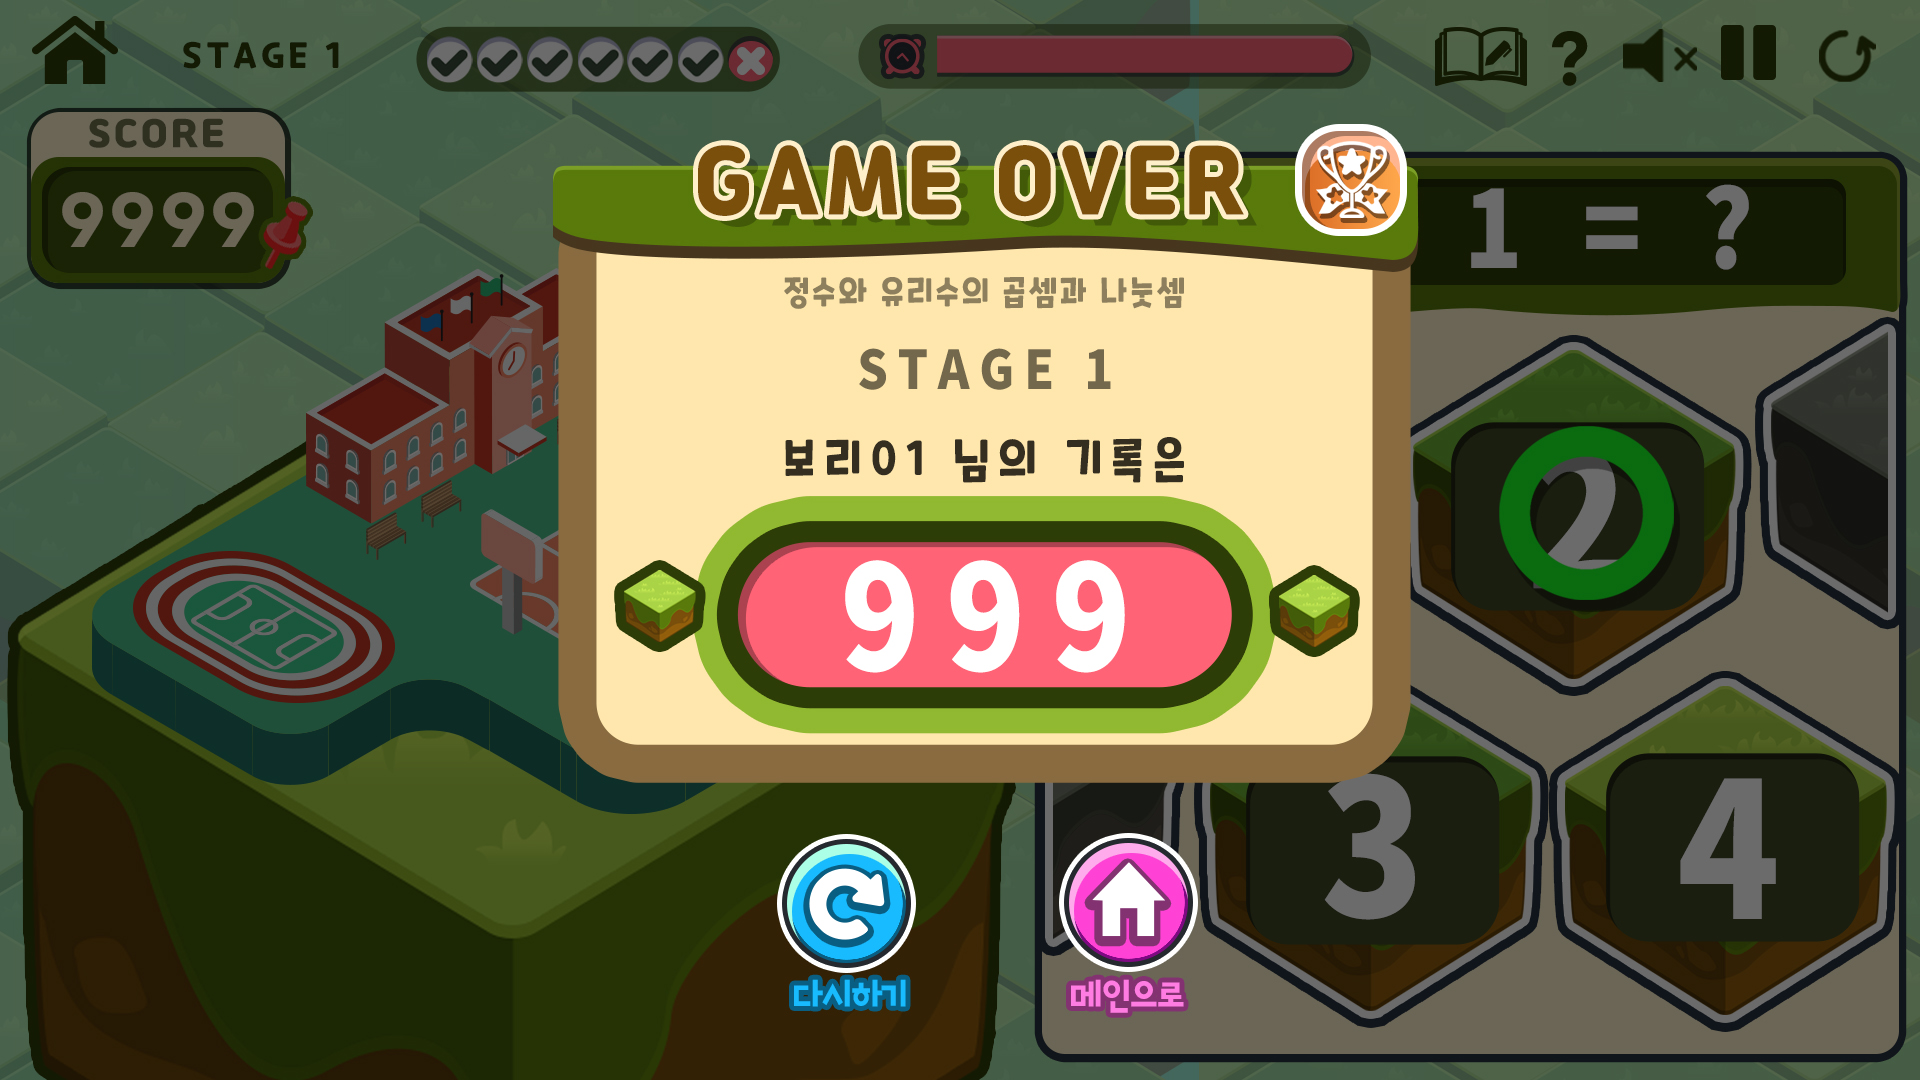 STAGE 1
SCORE
9999
GAME OVER
1 = ?
정수와 유리수의 곱셈과 나눗셈
STAGE 1
보리01 님의 기록은
999
2
3
4
다시하기
메인으로